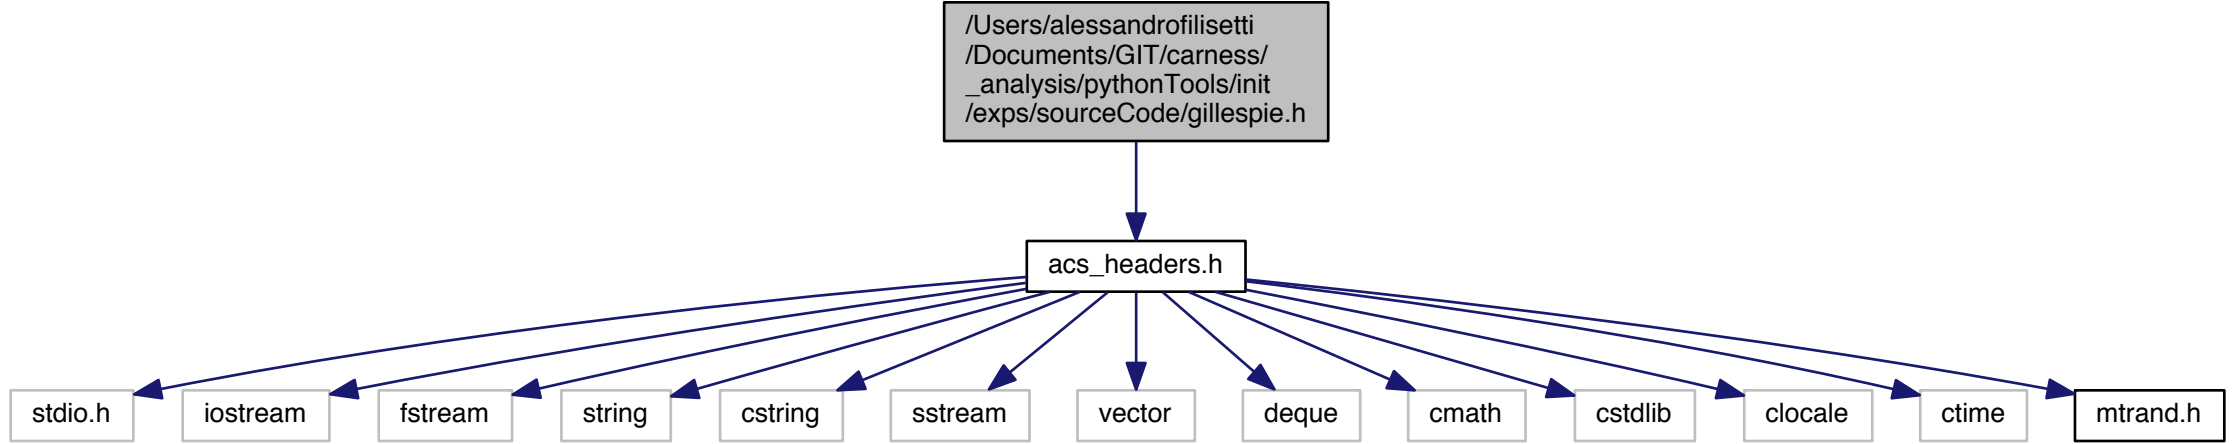 /Users/alessandrofilisetti
/Documents/GIT/carness/
_analysis/pythonTools/init
/exps/sourceCode/gillespie.h
acs_headers.h
stdio.h
iostream
fstream
string
cstring
sstream
vector
deque
cmath
cstdlib
clocale
ctime
mtrand.h